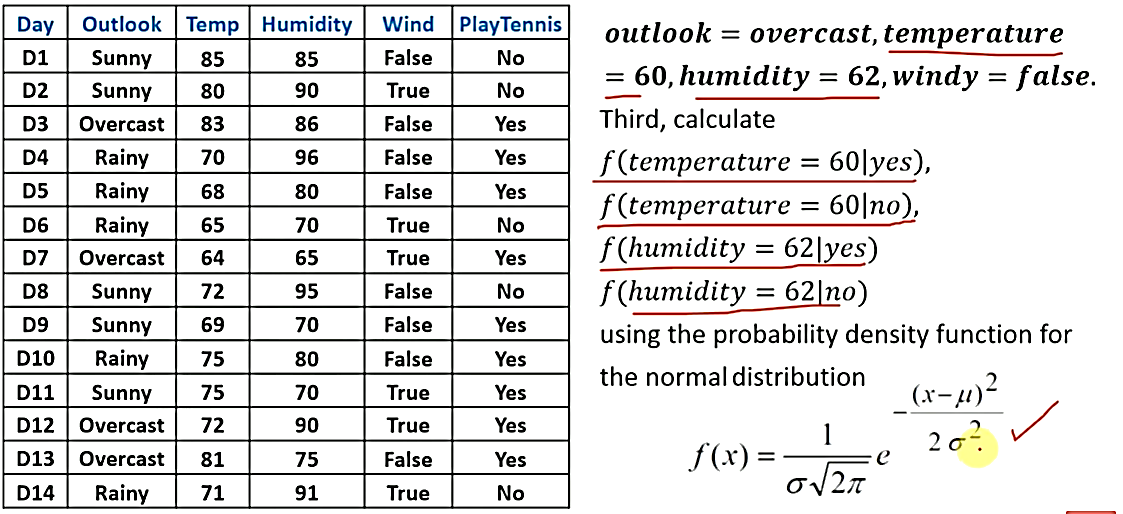 Day Outlook Temp Humidity Wind PlayTennis
D1 Sunny 85 85 False No
D2 Sunny 80 90 True No
D3 Overcast 83 86 False Yes
D4 Rainy 70 96 False Yes
D5 Rainy 68 80 False Yes
D6 Rainy 65 70 True No
D7 Overcast 64 65 True Yes
D8 Sunny 72 95 False No
D9 Sunny 69 70 False Yes
D10 Rainy 75 80 False Yes
D11 Sunny 75 70 True Yes
D12 Overcast 72 90 True Yes
D13 Overcast 81 75 False Yes
D14 Rainy 71 91 True No
outlook = overcast, temperature
= 60, humidity = 62, windy = false.
Third, calculate
f(temperature = 60|yes),
f(temperature = 60|no),
f(humidity = 62|yes)
f(humidity = 62|no)
using the probability density function for
the normal distribution
f(x) = 1/(σ√2π) e^(-(x-μ)²/(2σ²))